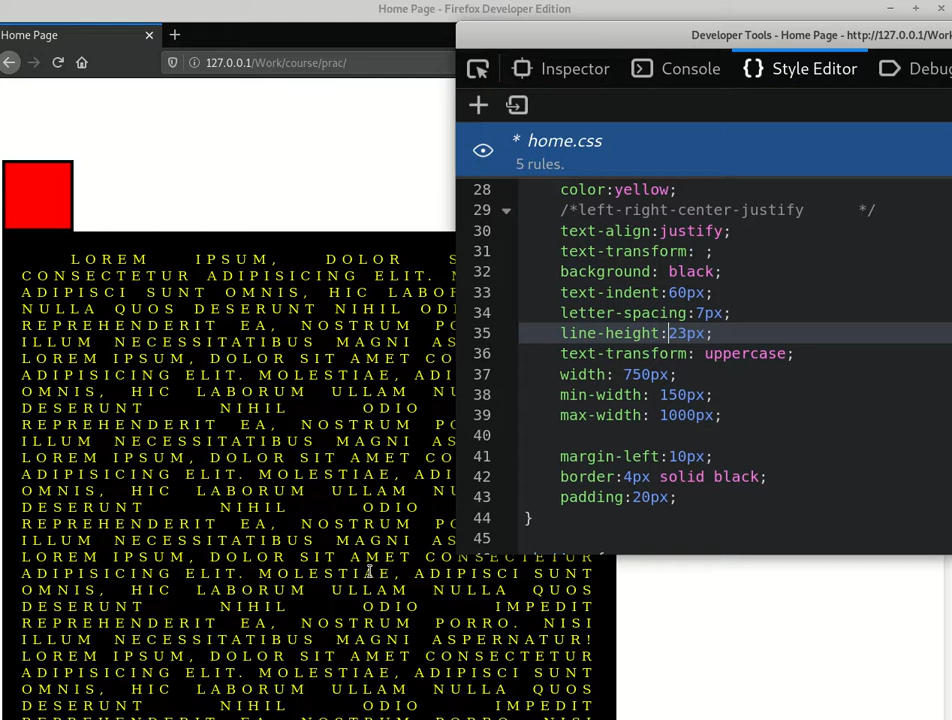 Home Page - Firefox Developer Edition
Home Page
127.0.0.1/Work/course/prac/
Developer Tools - Home Page - http://127.0.0.1/Work
Inspector
Console
Style Editor
Debug
* home.css
5 rules.
28 color:yellow;
29 /*left-right-center-justify */
30 text-align:justify;
31 text-transform: ;
32 background: black;
33 text-indent:60px;
34 letter-spacing:7px;
35 line-height:23px;
36 text-transform: uppercase;
37 width: 750px;
38 min-width: 150px;
39 max-width: 1000px;
40
41 margin-left:10px;
42 border:4px solid black;
43 padding:20px;
44 }
45
LOREM IPSUM, DOLOR S
CONSECTETUR ADIPISICING ELIT. M
ADIPISCI SUNT OMNIS, HIC LABOR
NULLA QUOS DESERUNT NIHIL OD
REPREHENDERIT EA, NOSTRUM PO
ILLUM NECESSITATIBUS MAGNI AS
LOREM IPSUM, DOLOR SIT AMET CO
ADIPISICING ELIT. MOLESTIAE, AD
OMNIS, HIC LABORUM ULLAM NU
DESERUNT NIHIL ODIO
REPREHENDERIT EA, NOSTRUM PO
ILLUM NECESSITATIBUS MAGNI AS
LOREM IPSUM, DOLOR SIT AMET CO
ADIPISICING ELIT. MOLESTIAE, AD
OMNIS, HIC LABORUM ULLAM NU
DESERUNT NIHIL ODIO
REPREHENDERIT EA, NOSTRUM PO
ILLUM NECESSITATIBUS MAGNI AS
LOREM IPSUM, DOLOR SIT AMET CONSECTETUR
ADIPISICING ELIT. MOLESTIAE, ADIPISCI SUNT
OMNIS, HIC LABORUM ULLAM NULLA QUOS
DESERUNT NIHIL ODIO IMPEDIT
REPREHENDERIT EA, NOSTRUM PORRO. NISI
ILLUM NECESSITATIBUS MAGNI ASPERNATUR!
LOREM IPSUM, DOLOR SIT AMET CONSECTETUR
ADIPISICING ELIT. MOLESTIAE, ADIPISCI SUNT
OMNIS, HIC LABORUM ULLAM NULLA QUOS
DESERUNT NIHIL ODIO IMPEDIT
REPREHENDERIT EA, NOSTRUM PORRO. NISI